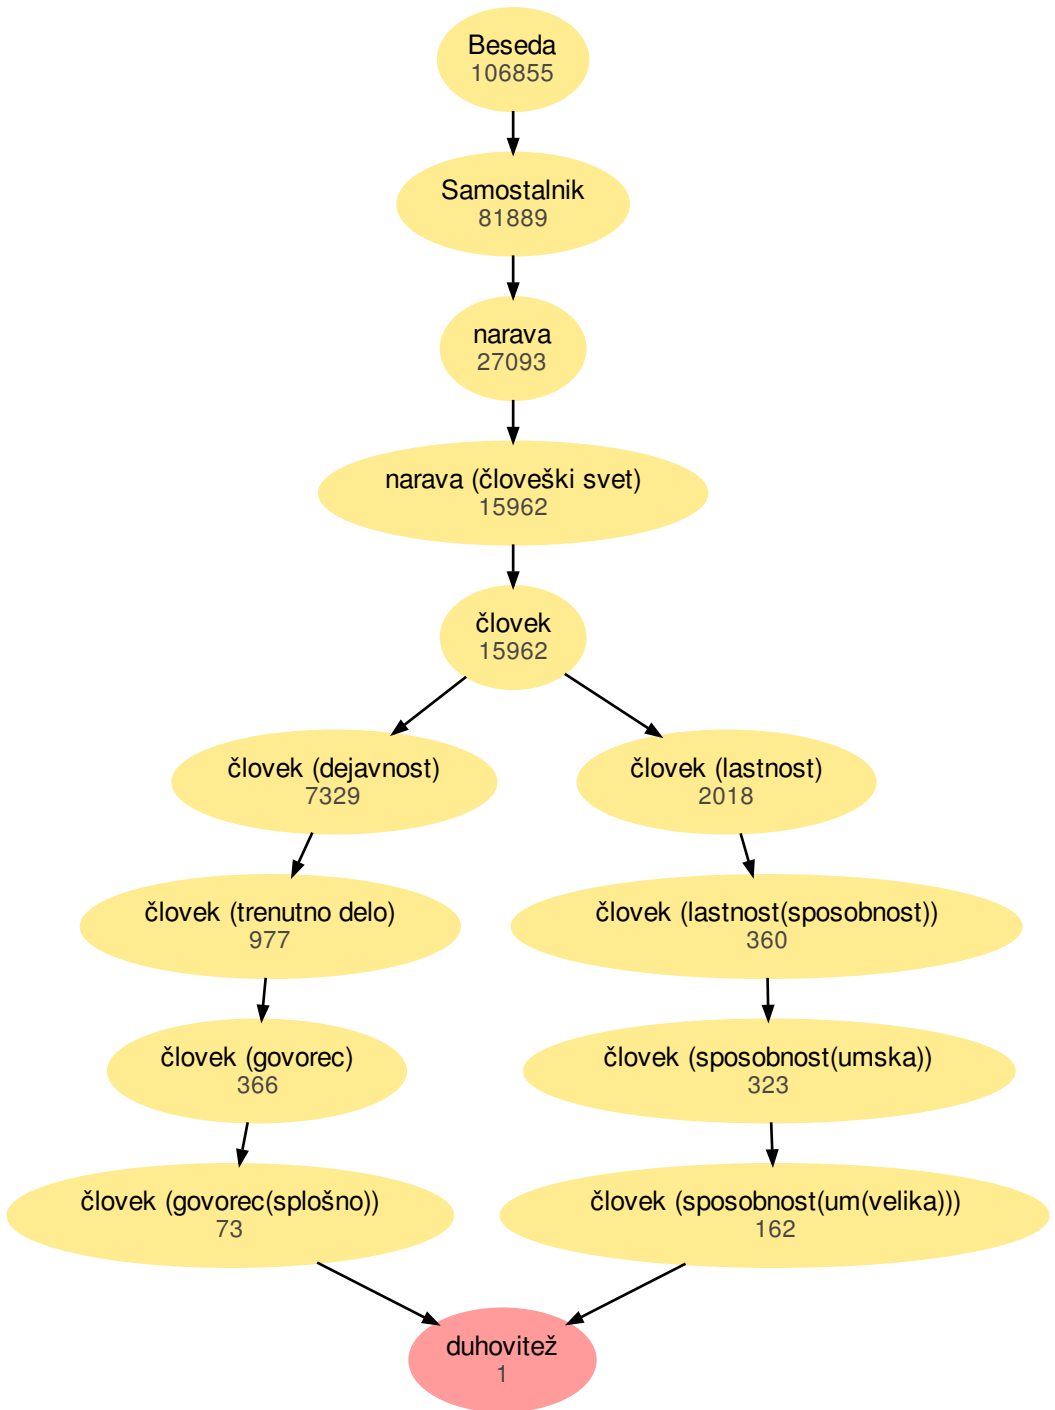 Beseda
106855
Samostalnik
81889
narava
27093
narava (človeški svet)
15962
človek
15962
človek (dejavnost)
7329
človek (lastnost)
2018
človek (trenutno delo)
977
človek (lastnost(sposobnost))
360
človek (govorec)
366
človek (sposobnost(umska))
323
človek (govorec(splošno))
73
človek (sposobnost(um(velika)))
162
duhovitež
1